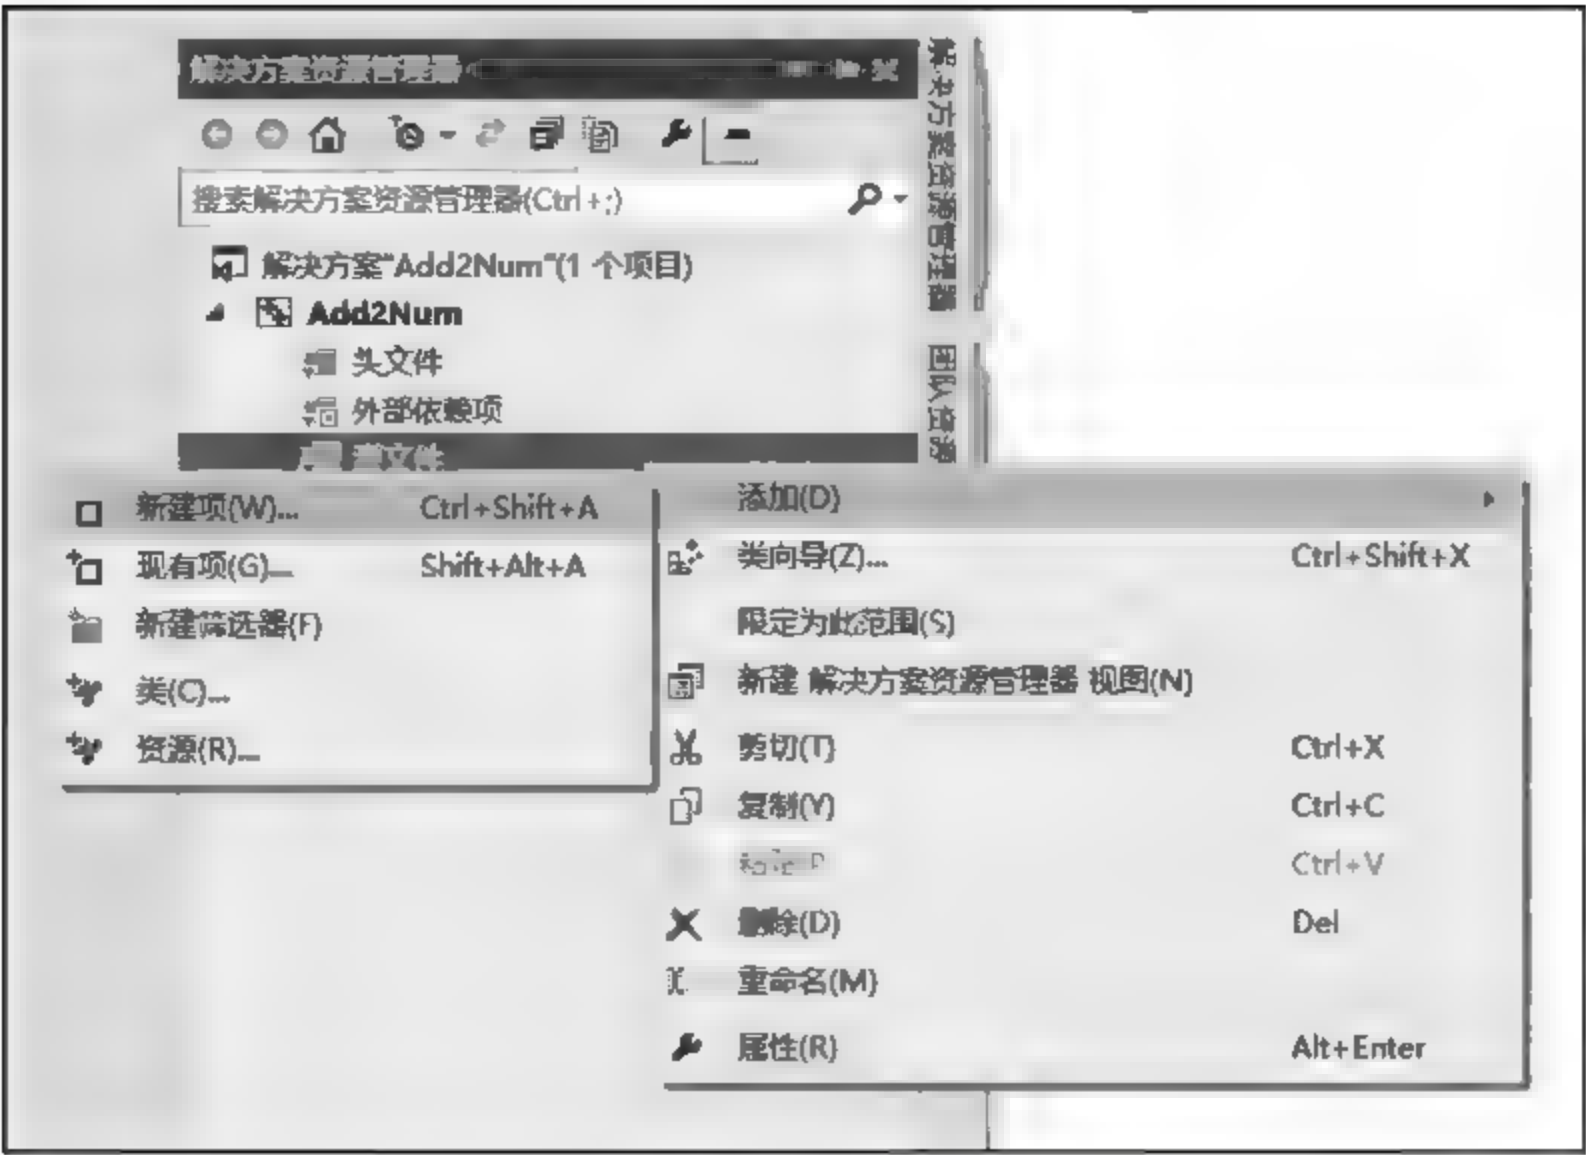 解决方案资源管理器
搜索解决方案资源管理器(Ctrl+;)
解决方案"Add2Num"(1 个项目)
Add2Num
头文件
外部依赖项
源文件
新建项(W)... Ctrl+Shift+A
现有项(G)... Shift+Alt+A
新建筛选器(F)
类(C)...
资源(R)...
添加(D)
类向导(Z)... Ctrl+Shift+X
限定为此范围(S)
新建 解决方案资源管理器 视图(N)
剪切(T) Ctrl+X
复制(Y) Ctrl+C
Ctrl+V
删除(D) Del
重命名(M)
属性(R) Alt+Enter
解决方案资源管理器
团队资源